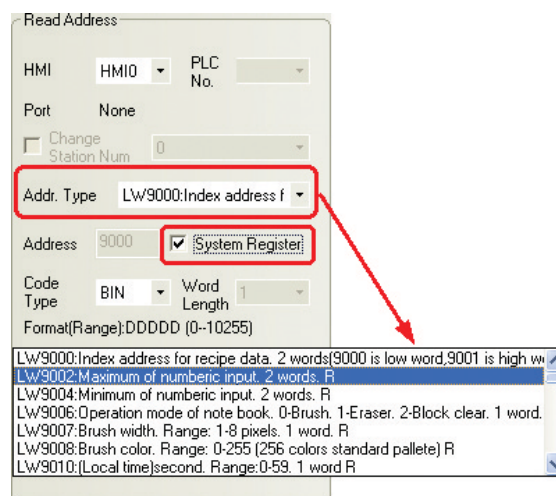 Read Address
HMI HMI0 PLC No.
Port None
Change Station Num 0
Addr. Type LW9000:Index address f
Address 9000 System Register
Code Type BIN Word Length 1
Format(Range):DDDDD (0--10255)
LW9000:Index address for recipe data. 2 words(9000 is low word,9001 is high w
LW9002:Maximum of numberic input. 2 words. R
LW9004:Minimum of numberic input. 2 words. R
LW9006:Operation mode of note book. 0-Brush. 1-Eraser. 2-Block clear. 1 word.
LW9007:Brush width. Range: 1-8 pixels. 1 word. R
LW9008:Brush color. Range: 0-255 (256 colors standard pallete) R
LW9010:(Local time)second. Range:0-59. 1 word R